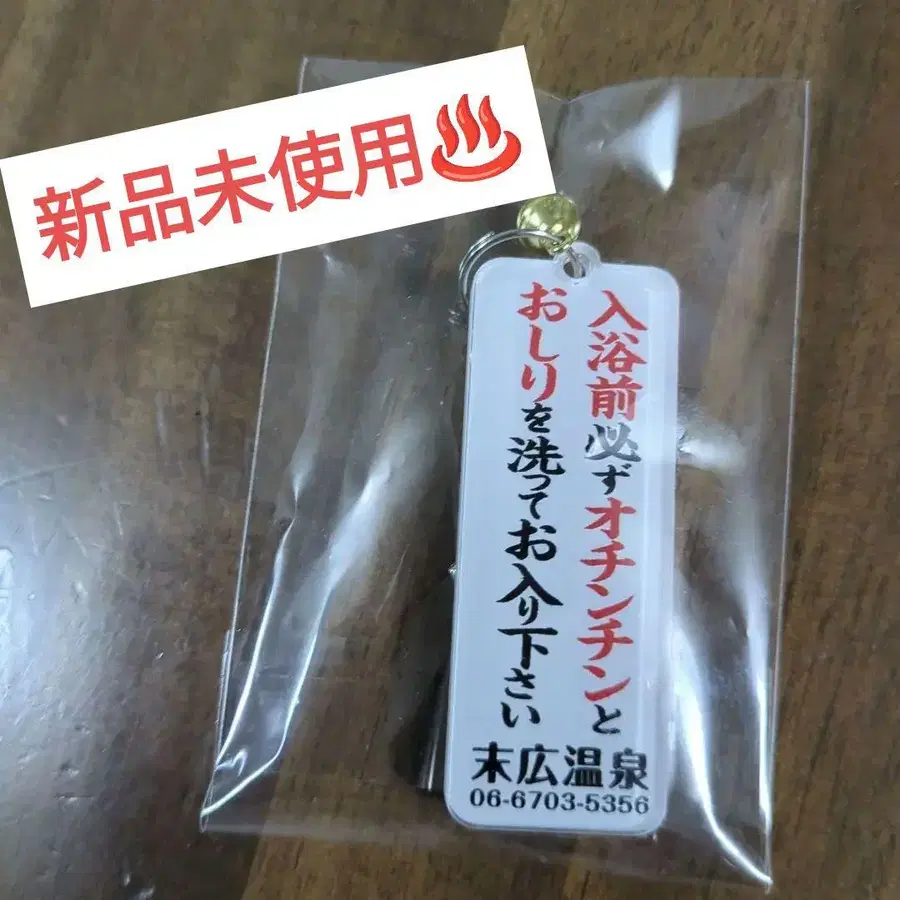 新品未使用♨
入浴前必ずオチンチンと
おしりを洗ってお入り下さい
末広温泉
06-6703-5356